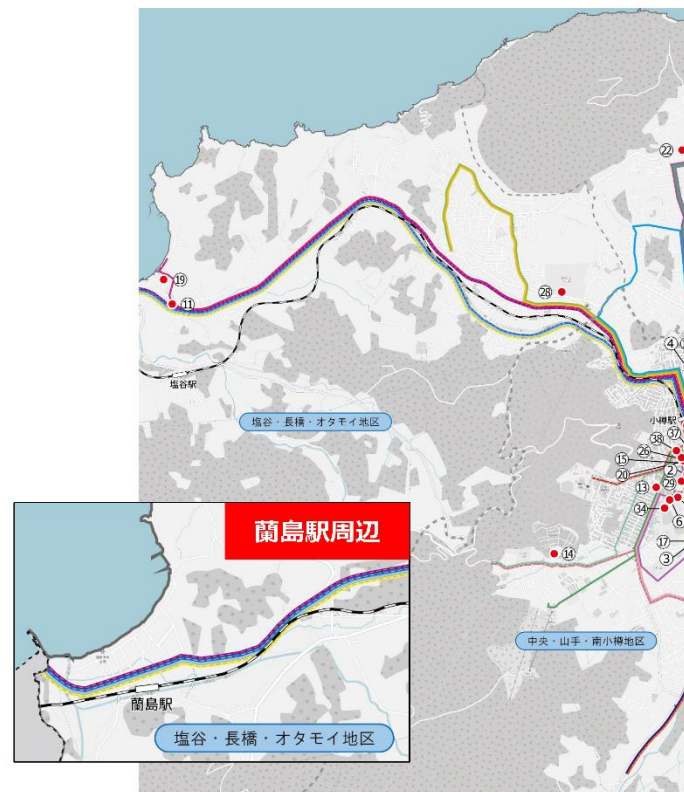 ㉒
⑲
⑪
㉘
塩谷駅
④
小樽駅
㊲
㊳
㉖
⑮
②
⑳
㉙
⑬
㉞
⑥
⑰
③
⑭
塩谷・長橋・オタモイ地区
中央・山手・南小樽地区
蘭島駅周辺
蘭島駅
塩谷・長橋・オタモイ地区